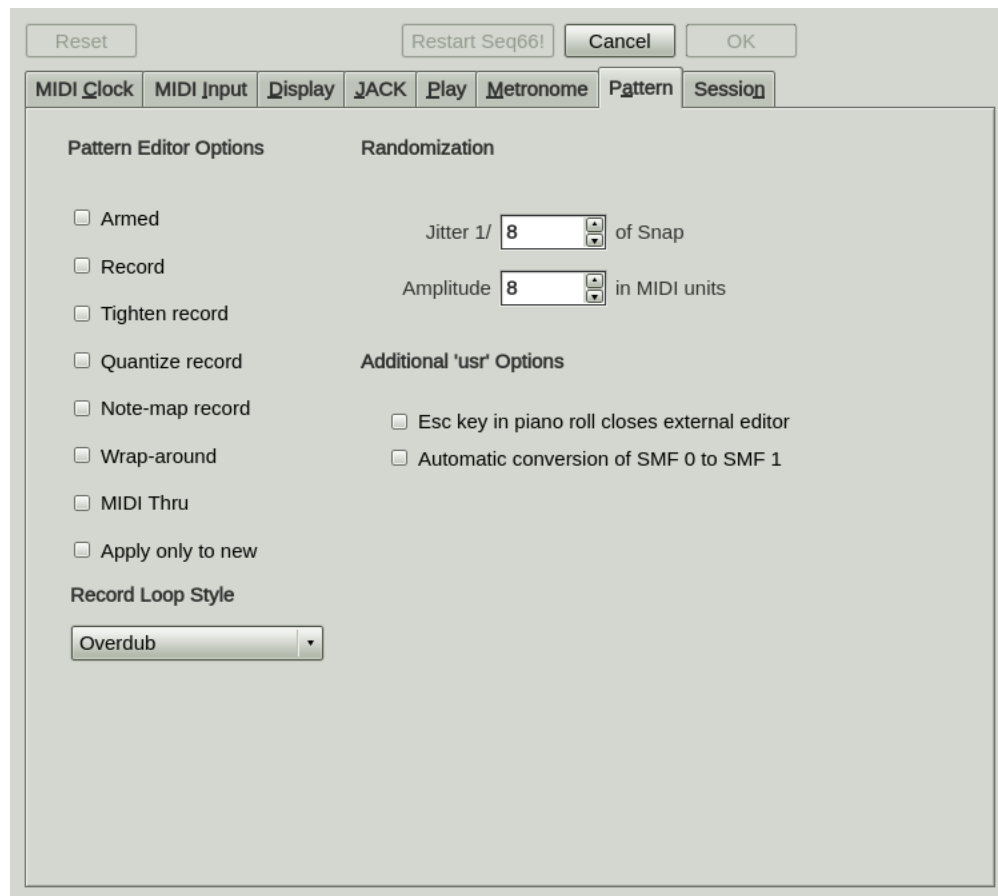 Reset Restart Seq66! Cancel OK
MIDI Clock MIDI Input Display JACK Play Metronome Pattern Session
Pattern Editor Options
Armed
Record
Tighten record
Quantize record
Note-map record
Wrap-around
MIDI Thru
Apply only to new
Record Loop Style
Overdub
Randomization
Jitter 1/ 8 of Snap
Amplitude 8 in MIDI units
Additional 'usr' Options
Esc key in piano roll closes external editor
Automatic conversion of SMF 0 to SMF 1